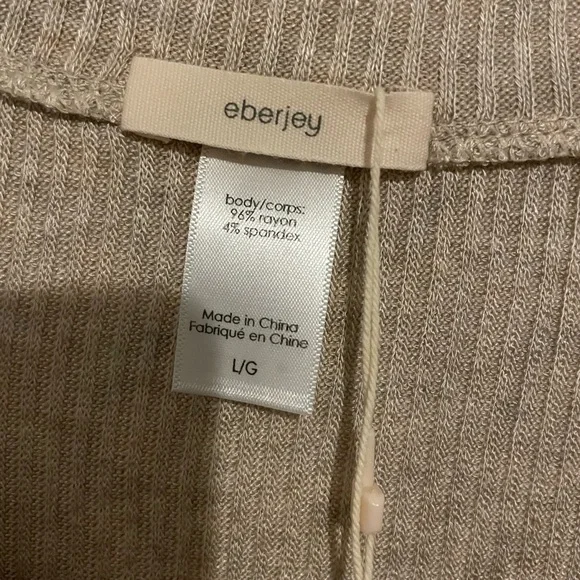 eberjey
body/corps:
96% rayon
4% spandex
Made in China
Fabriqué en Chine
L/G